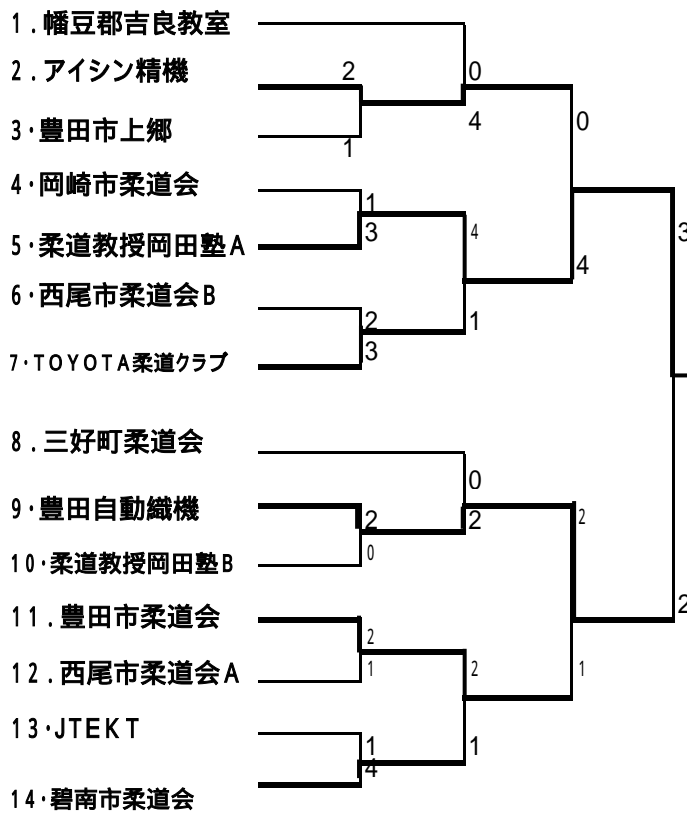 1.幡豆郡吉良教室
0
2.アイシン精機
2
4
0
3·豊田市上郷
1
4·岡崎市柔道会
1
5·柔道教授岡田塾A
3
4
3
4
6·西尾市柔道会B
2
1
7·TOYOTA柔道クラブ
3
8.三好町柔道会
0
9·豊田自動織機
2
2
2
10·柔道教授岡田塾B
0
11.豊田市柔道会
2
2
12.西尾市柔道会A
1
2
1
13·JTEKT
1
1
4
14·碧南市柔道会